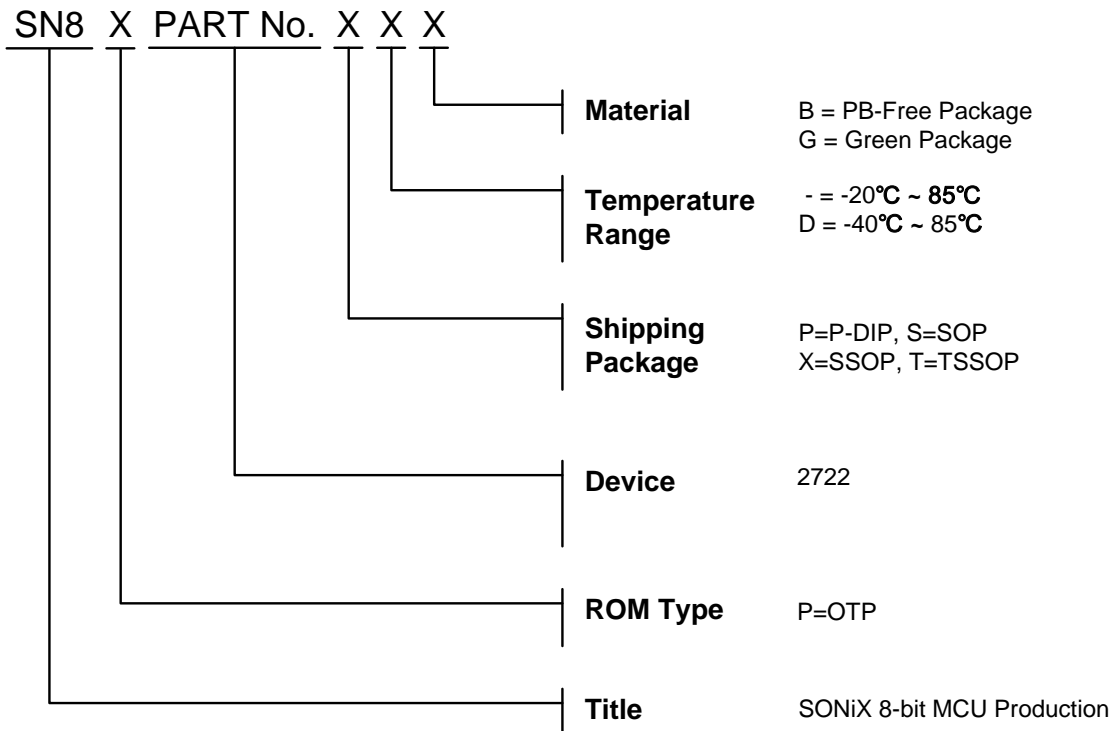 SN8 X PART No. X X X
Material
B = PB-Free Package
G = Green Package
Temperature
Range
- = -20℃ ~ 85℃
D = -40℃ ~ 85℃
Shipping
Package
P=P-DIP, S=SOP
X=SSOP, T=TSSOP
Device
2722
ROM Type
P=OTP
Title
SONiX 8-bit MCU Production